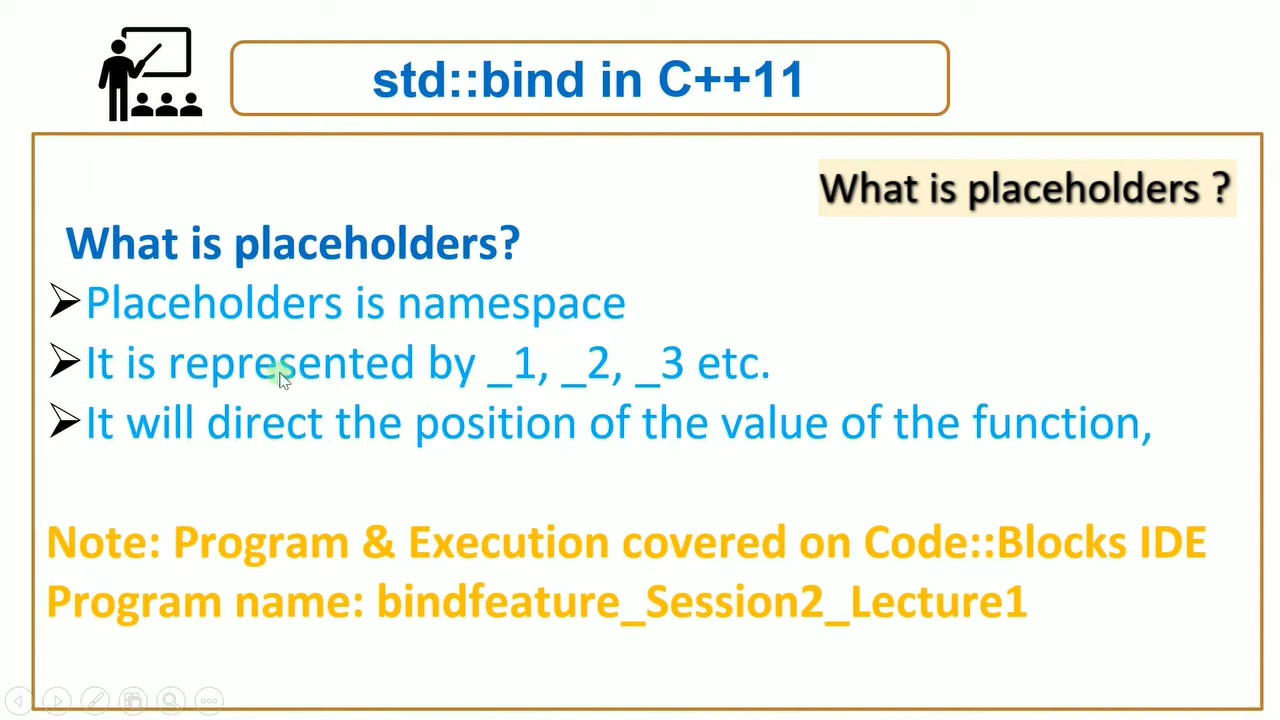 std::bind in C++11
What is placeholders ?
What is placeholders?
Placeholders is namespace
It is represented by _1, _2, _3 etc.
It will direct the position of the value of the function,
Note: Program & Execution covered on Code::Blocks IDE
Program name: bindfeature_Session2_Lecture1